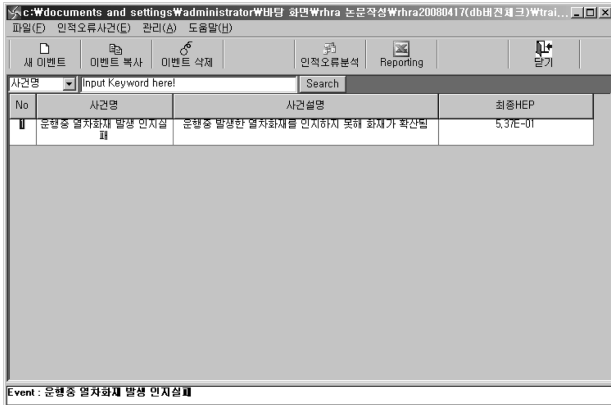 c:₩documents and settings₩administrator₩바탕 화면₩rhra 논문작성₩rhra20080417(db버젼체크)₩trai...
파일(F) 인적오류사건(E) 관리(A) 도움말(H)
새 이벤트 이벤트 복사 이벤트 삭제 인적오류분석 Reporting 닫기
사건명 Input Keyword here! Search
No 사건명 사건설명 최종HEP
1 운행중 열차화재 발생 인지실패 운행중 발생한 열차화재를 인지하지 못해 화재가 확산됨 5.37E-01
Event : 운행중 열차화재 발생 인지실패